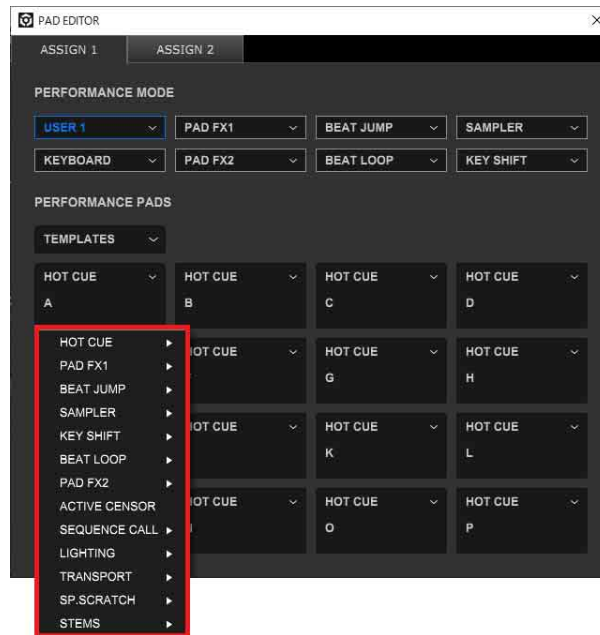 PAD EDITOR
ASSIGN 1 ASSIGN 2
PERFORMANCE MODE
USER 1 PAD FX1 BEAT JUMP SAMPLER
KEYBOARD PAD FX2 BEAT LOOP KEY SHIFT
PERFORMANCE PADS
TEMPLATES
HOT CUE HOT CUE HOT CUE HOT CUE
A B C D
HOT CUE
PAD FX1
BEAT JUMP
SAMPLER
KEY SHIFT
BEAT LOOP
PAD FX2
ACTIVE CENSOR
SEQUENCE CALL
LIGHTING
TRANSPORT
SP.SCRATCH
STEMS
HOT CUE HOT CUE HOT CUE
G H
HOT CUE HOT CUE HOT CUE
K L
HOT CUE HOT CUE HOT CUE
O P